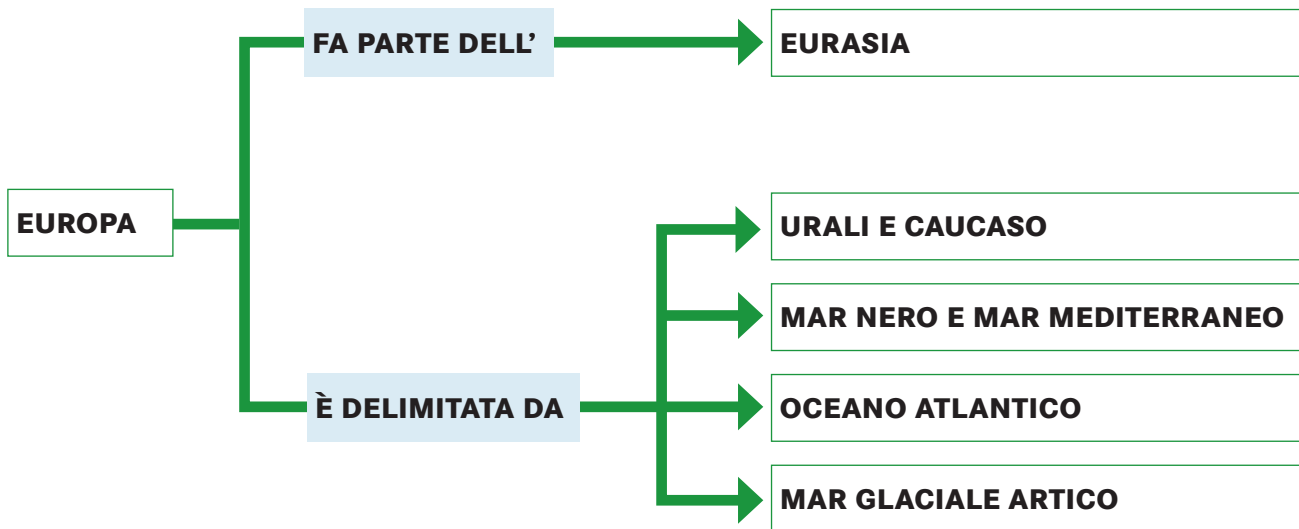 FA PARTE DELL’
EURASIA
EUROPA
URALI E CAUCASO
MAR NERO E MAR MEDITERRANEO
È DELIMITATA DA
OCEANO ATLANTICO
MAR GLACIALE ARTICO